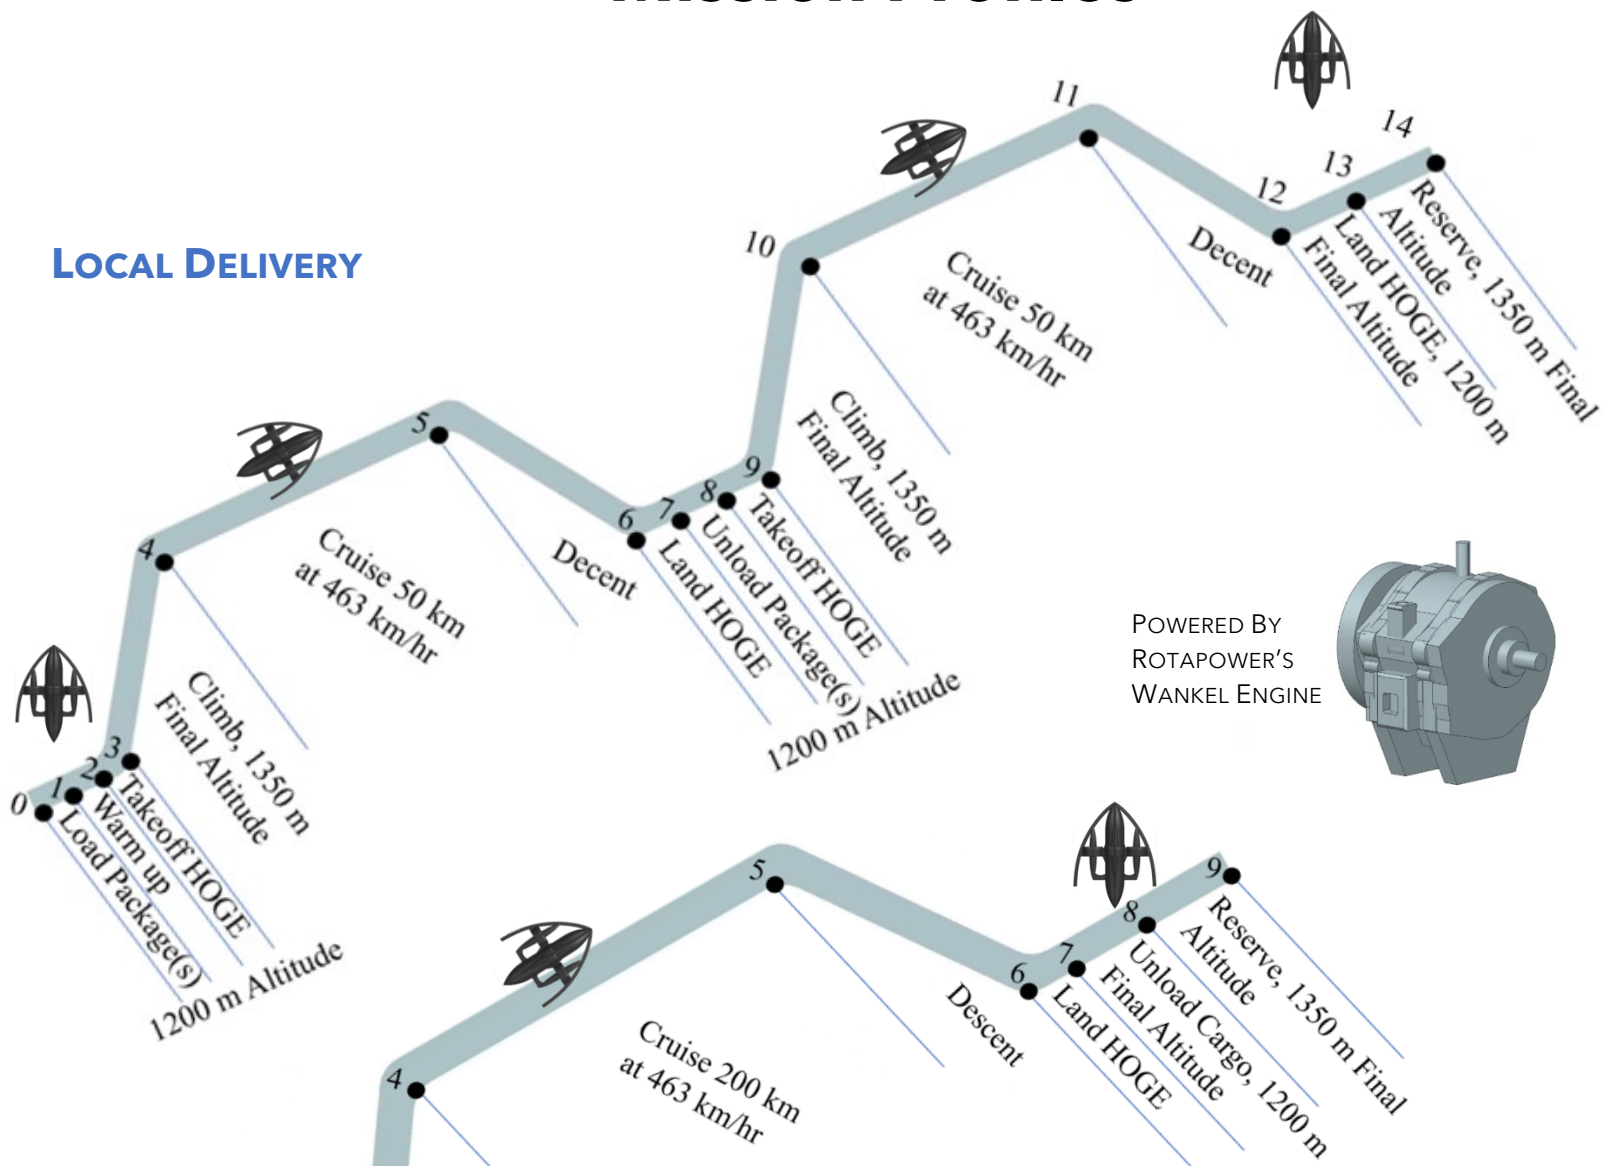 LOCAL DELIVERY
0
1
2
3
4
5
6
7
8
9
10
11
12
13
14
Load Package(s)
Warm up
Takeoff HOGE
1200 m Altitude
Climb, 1350 m
Final Altitude
Cruise 50 km
at 463 km/hr
Decent
Land HOGE
Unload Package(s)
Takeoff HOGE
1200 m Altitude
Climb, 1350 m
Final Altitude
Cruise 50 km
at 463 km/hr
Decent
Land HOGE, 1200 m
Final Altitude
Reserve, 1350 m Final
Altitude
POWERED BY
ROTAPOWER'S
WANKEL ENGINE
4
5
6
7
8
9
Cruise 200 km
at 463 km/hr
Descent
Land HOGE
Unload Cargo, 1200 m
Final Altitude
Reserve, 1350 m Final
Altitude